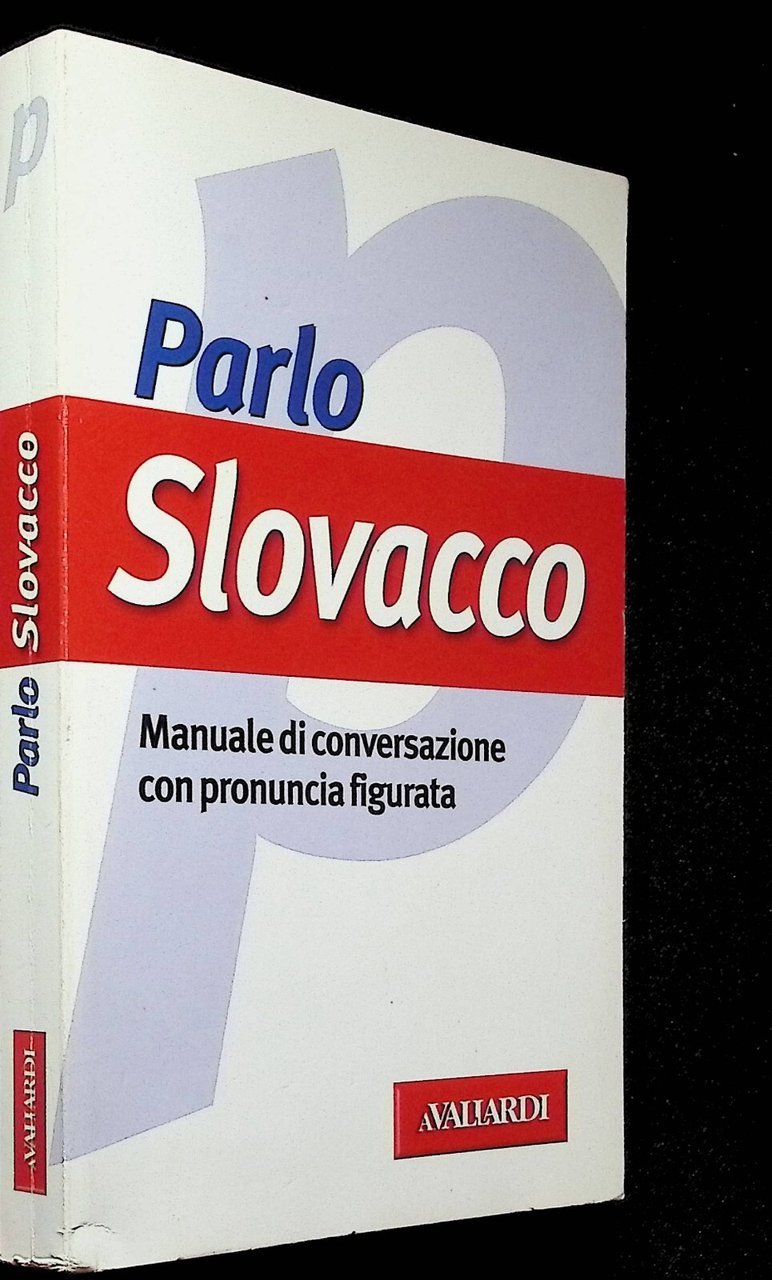 p
Parlo
Slovacco
Manuale di conversazione
con pronuncia figurata
AVALLARDI
Parlo Slovacco
AVALLARDI